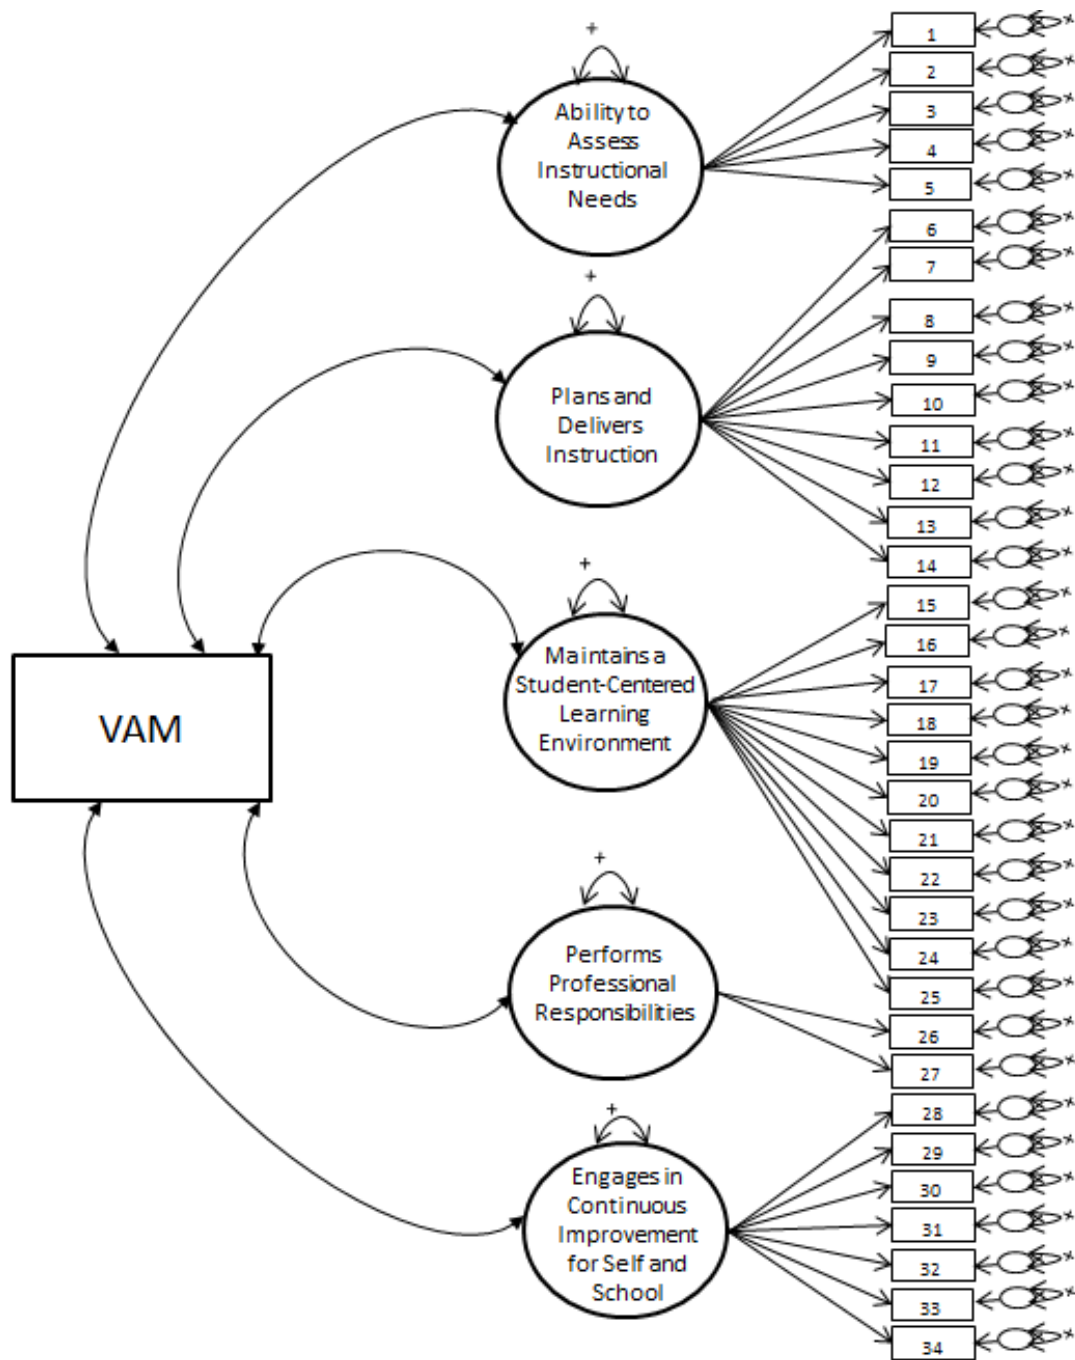 +
Ability to
Assess
Instructional
Needs
1
2
3
4
5
+
Plans and
Delivers
Instruction
6
7
8
9
10
11
12
13
14
+
Maintains a
Student-Centered
Learning
Environment
15
16
17
18
19
20
21
22
23
24
25
VAM
+
Performs
Professional
Responsibilities
26
27
+
Engages in
Continuous
Improvement
for Self and
School
28
29
30
31
32
33
34